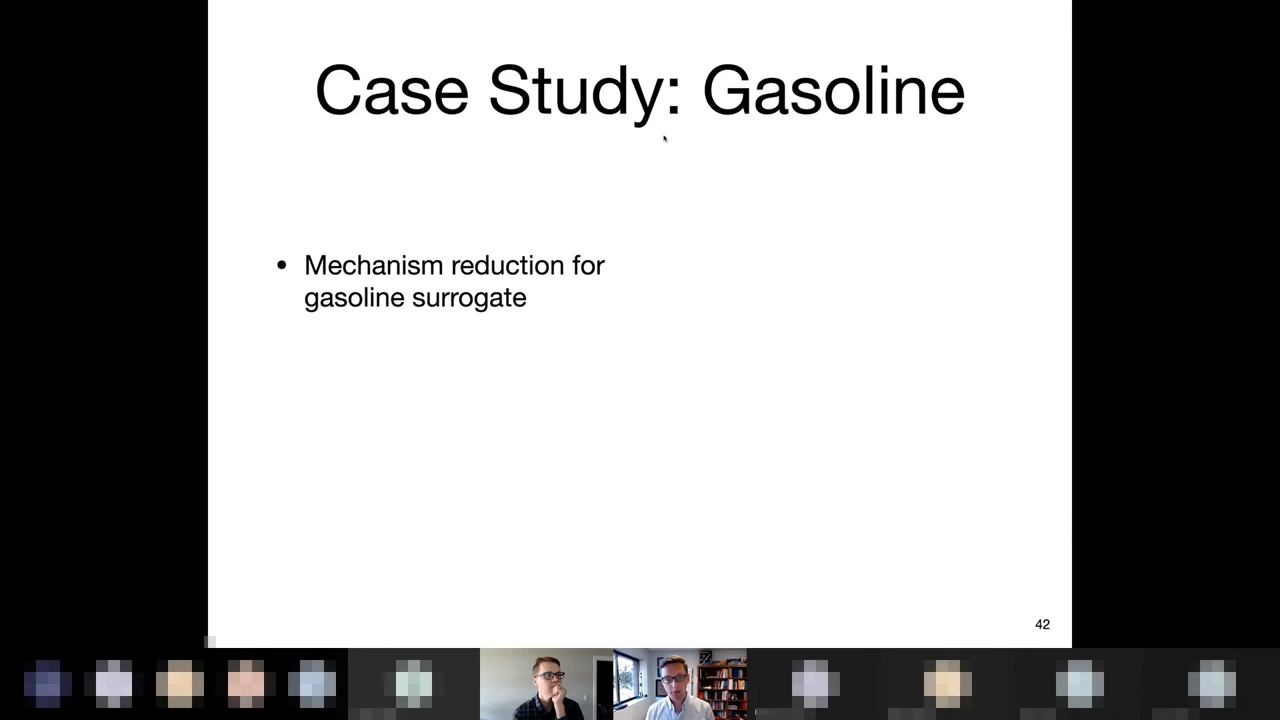 Case Study: Gasoline
• Mechanism reduction for
gasoline surrogate
42